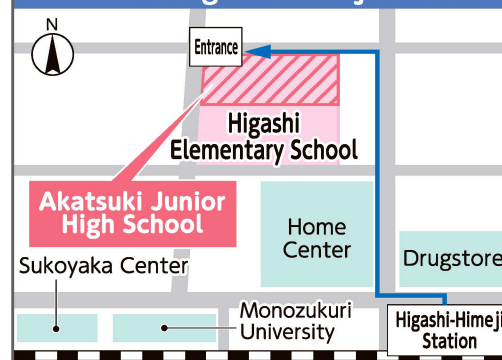 N
Entrance
Higashi
Elementary School
Akatsuki Junior
High School
Home
Center
Drugstore
Sukoyaka Center
Monozukuri
University
Higashi-Himeji
Station